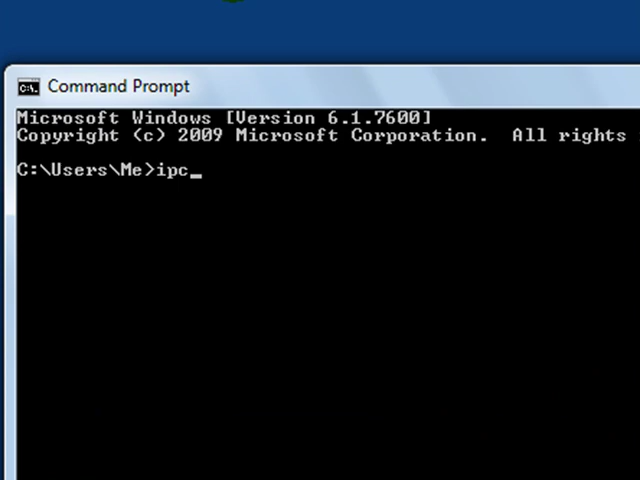 Command Prompt
Microsoft Windows [Version 6.1.7600]
Copyright (c) 2009 Microsoft Corporation.  All rights
C:\Users\Me>ipc_